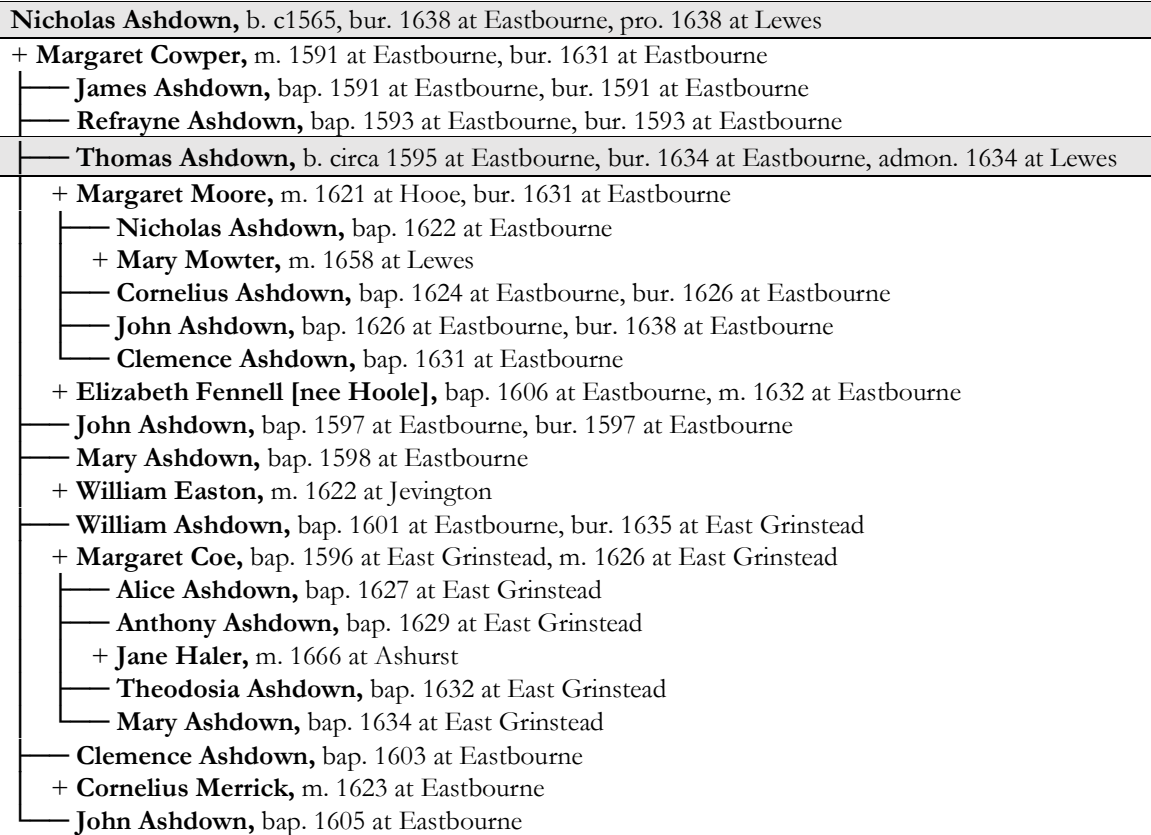 Nicholas Ashdown, b. c1565, bur. 1638 at Eastbourne, pro. 1638 at Lewes
+ Margaret Cowper, m. 1591 at Eastbourne, bur. 1631 at Eastbourne
James Ashdown, bap. 1591 at Eastbourne, bur. 1591 at Eastbourne
Refrayne Ashdown, bap. 1593 at Eastbourne, bur. 1593 at Eastbourne
Thomas Ashdown, b. circa 1595 at Eastbourne, bur. 1634 at Eastbourne, admon. 1634 at Lewes
+ Margaret Moore, m. 1621 at Hooe, bur. 1631 at Eastbourne
Nicholas Ashdown, bap. 1622 at Eastbourne
+ Mary Mowter, m. 1658 at Lewes
Cornelius Ashdown, bap. 1624 at Eastbourne, bur. 1626 at Eastbourne
John Ashdown, bap. 1626 at Eastbourne, bur. 1638 at Eastbourne
Clemence Ashdown, bap. 1631 at Eastbourne
+ Elizabeth Fennell [nee Hoole], bap. 1606 at Eastbourne, m. 1632 at Eastbourne
John Ashdown, bap. 1597 at Eastbourne, bur. 1597 at Eastbourne
Mary Ashdown, bap. 1598 at Eastbourne
+ William Easton, m. 1622 at Jevington
William Ashdown, bap. 1601 at Eastbourne, bur. 1635 at East Grinstead
+ Margaret Coe, bap. 1596 at East Grinstead, m. 1626 at East Grinstead
Alice Ashdown, bap. 1627 at East Grinstead
Anthony Ashdown, bap. 1629 at East Grinstead
+ Jane Haler, m. 1666 at Ashurst
Theodosia Ashdown, bap. 1632 at East Grinstead
Mary Ashdown, bap. 1634 at East Grinstead
Clemence Ashdown, bap. 1603 at Eastbourne
+ Cornelius Merrick, m. 1623 at Eastbourne
John Ashdown, bap. 1605 at Eastbourne